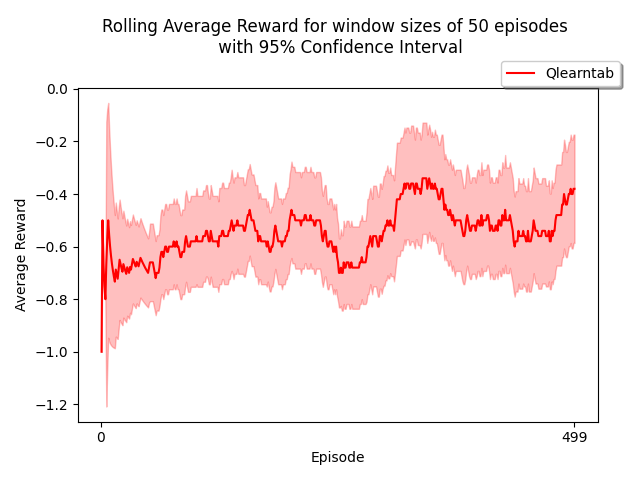 Rolling Average Reward for window sizes of 50 episodes
with 95% Confidence Interval
Qlearntab
0.0
−0.2
−0.4
−0.6
−0.8
−1.0
−1.2
Average Reward
0
499
Episode